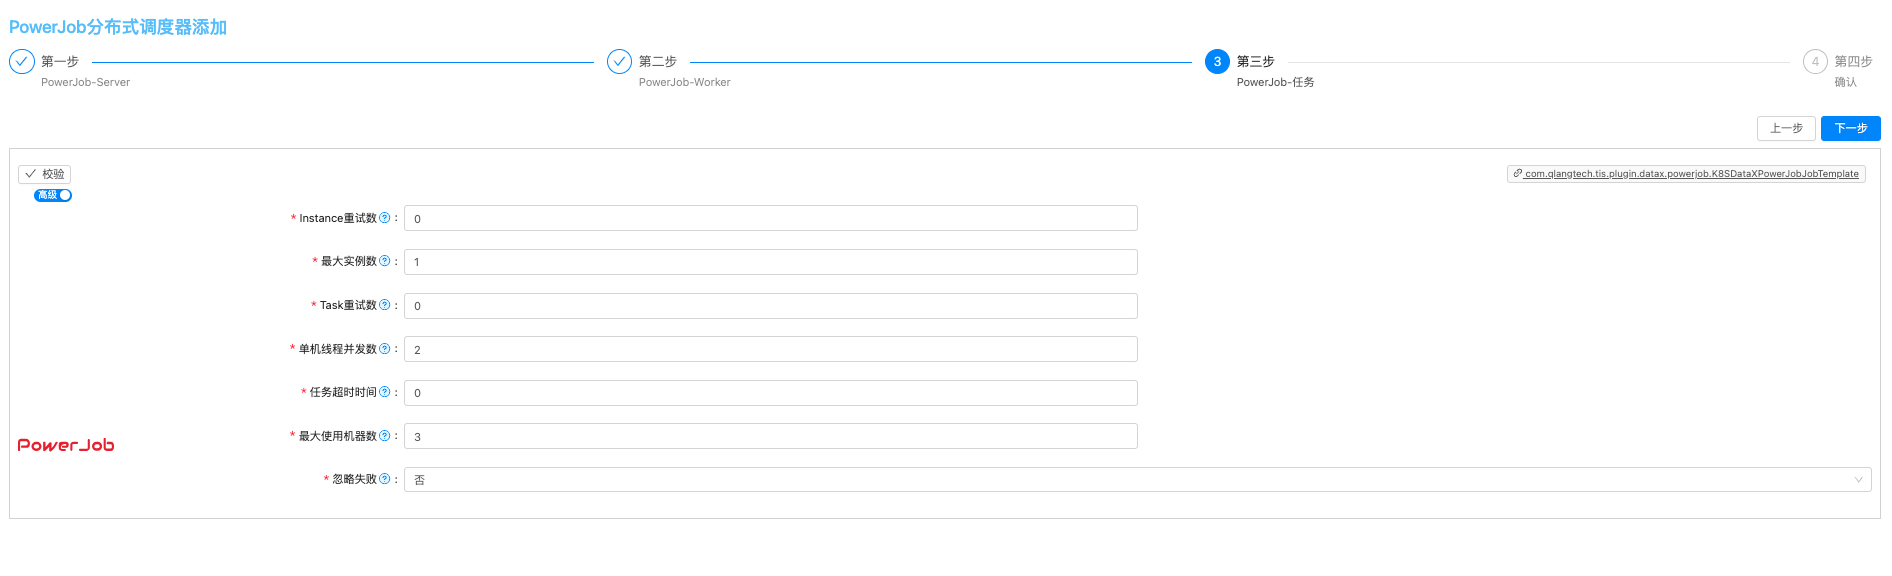 PowerJob分布式调度器添加
第一步
PowerJob-Server
第二步
PowerJob-Worker
3 第三步
PowerJob-任务
4 第四步
确认
上一步 下一步
校验
com.qlangtech.tis.plugin.datax.powerjob.K8SDataXPowerJobJobTemplate
高级
* Instance重试数 ? : 0
* 最大实例数 ? : 1
* Task重试数 ? : 0
* 单机线程并发数 ? : 2
* 任务超时时间 ? : 0
* 最大使用机器数 ? : 3
PowerJob
* 忽略失败 ? : 否